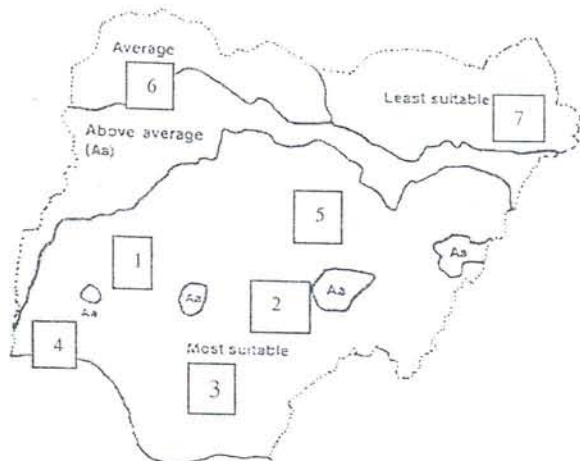 Average
6
Least suitable
7
Above average
(Aa)
5
1
Aa
Aa
Aa
2
Aa
4
Most suitable
3